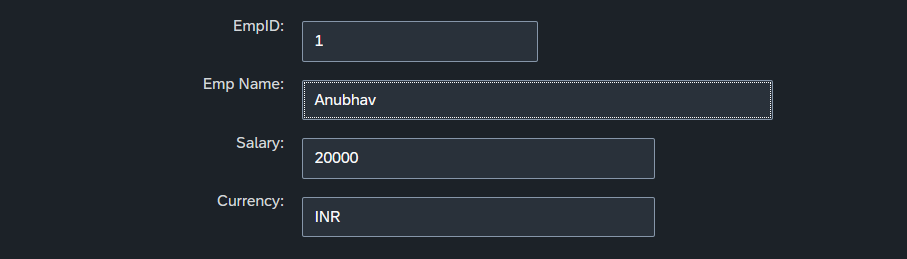 EmpID: 1
Emp Name: Anubhav
Salary: 20000
Currency: INR